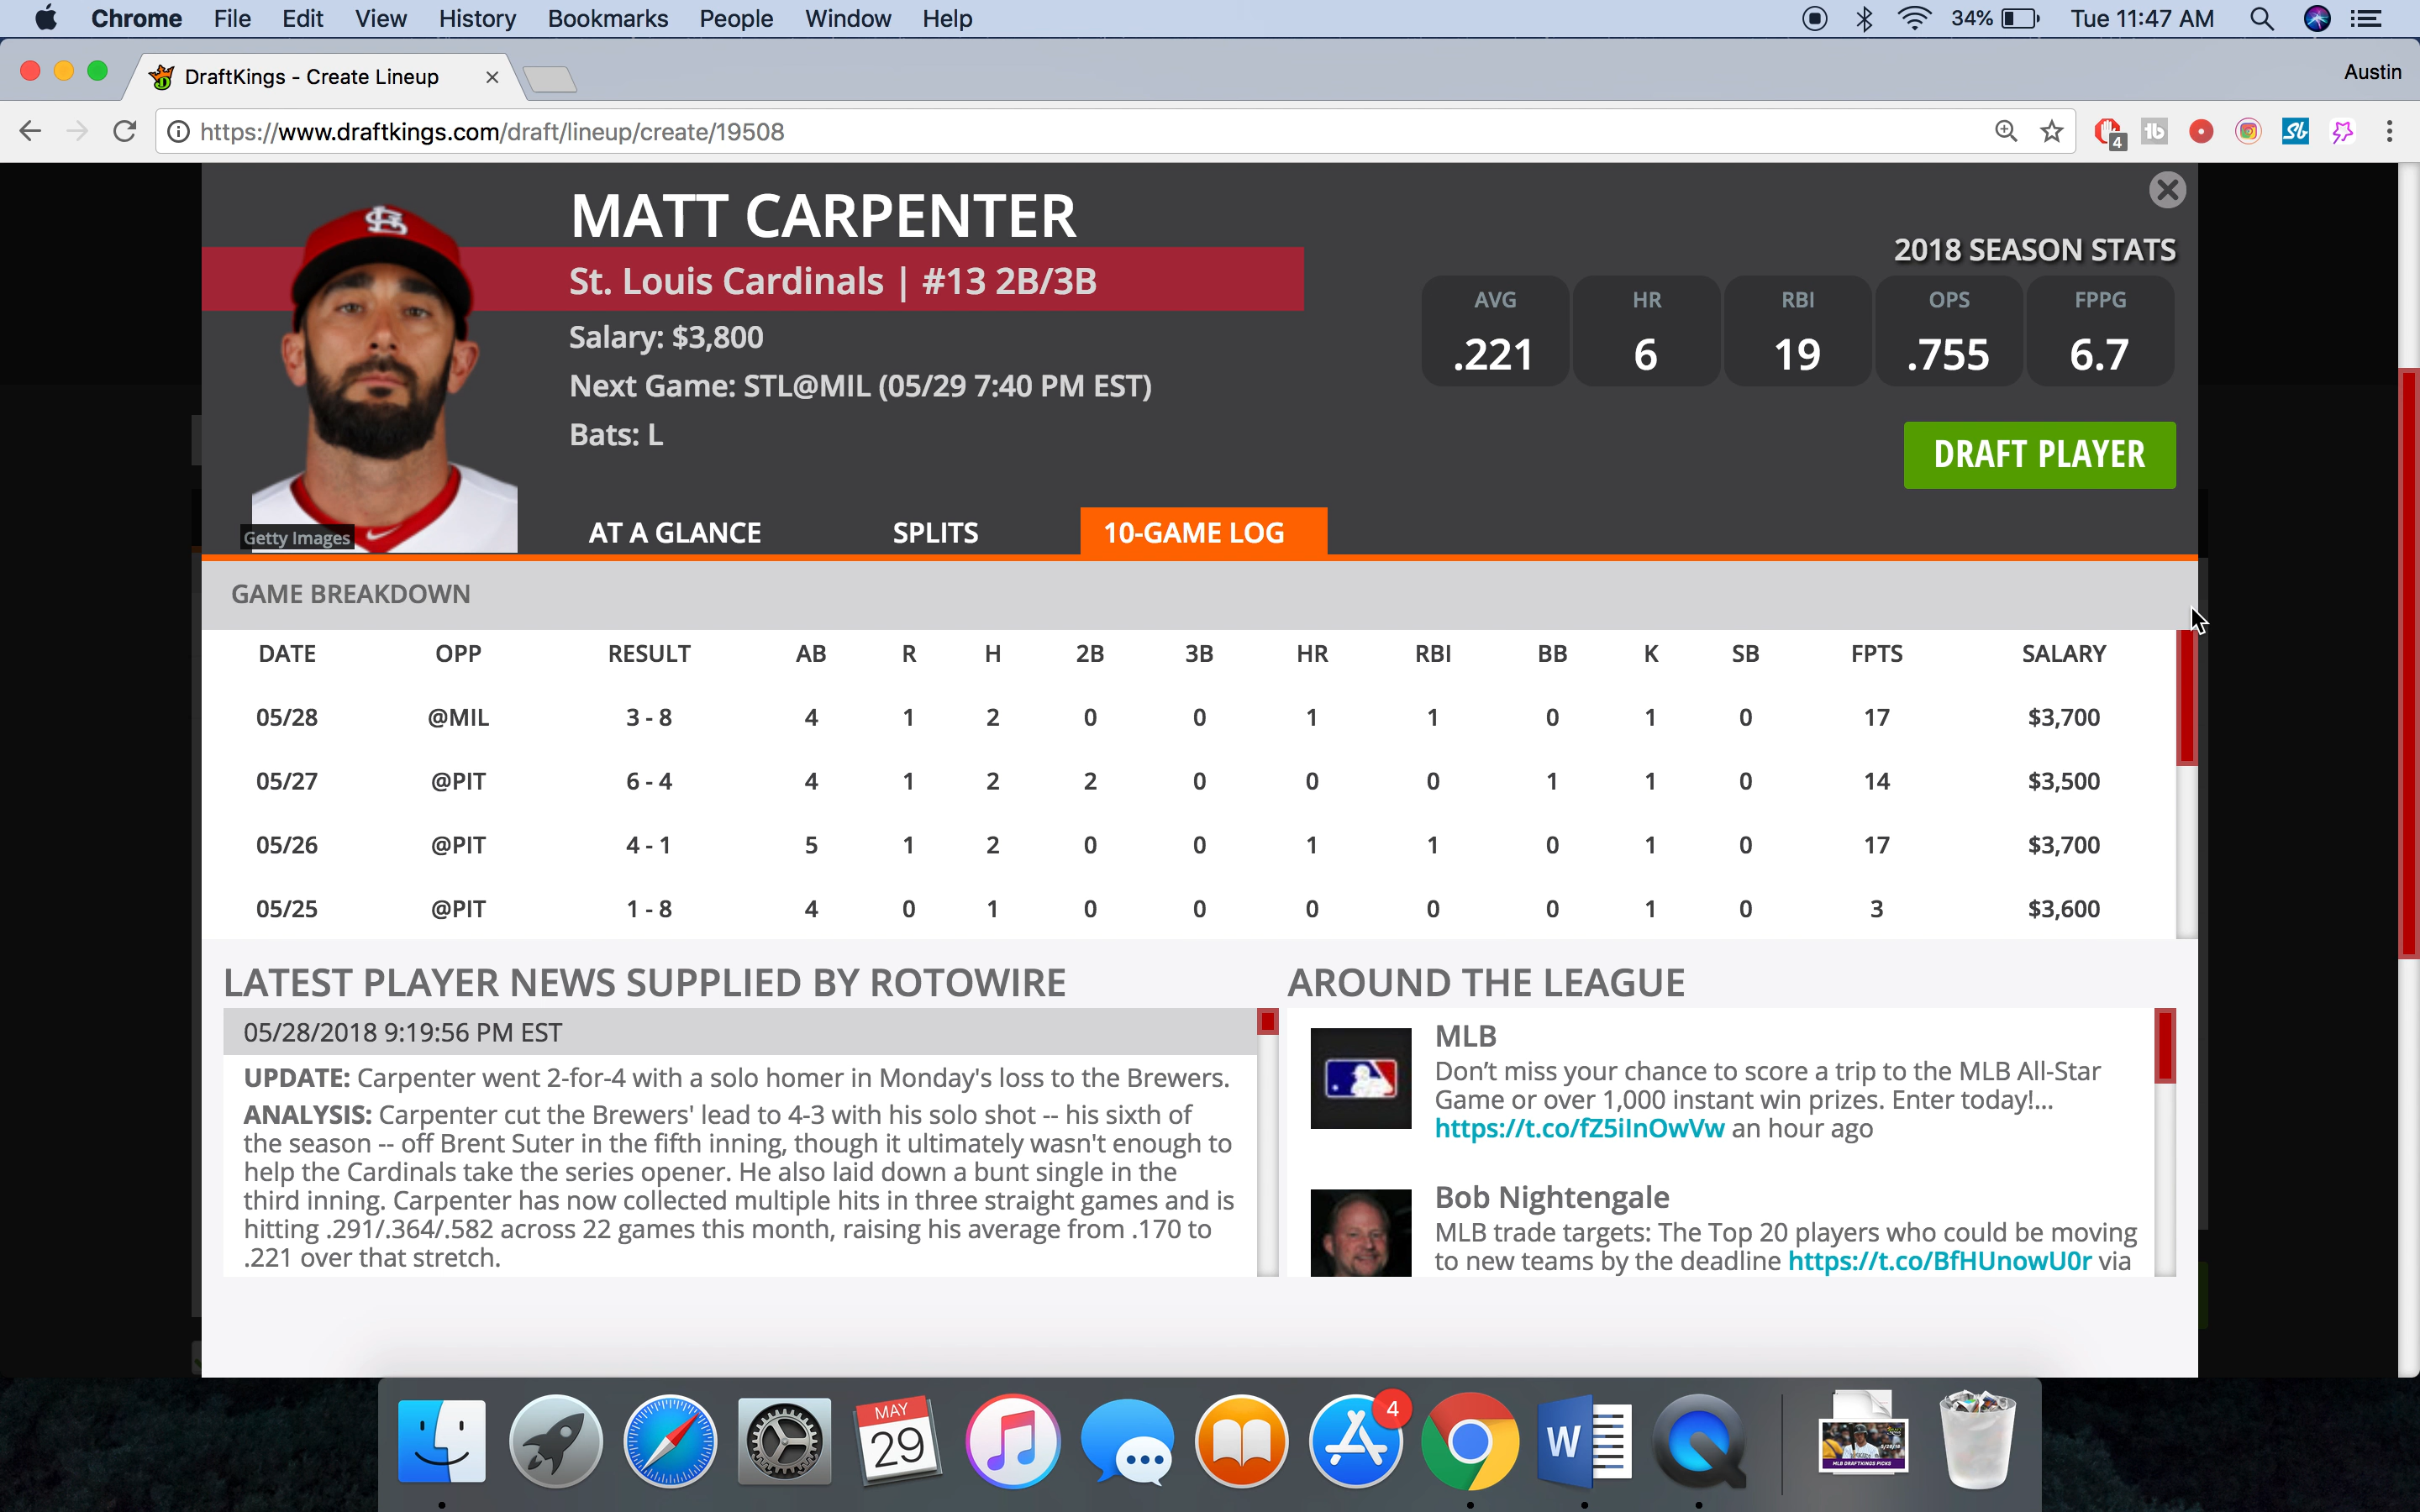 Chrome File Edit View History Bookmarks People Window Help 34% Tue 11:47 AM
DraftKings - Create Lineup Austin
https://www.draftkings.com/draft/lineup/create/19508 4 tb Sb
MATT CARPENTER
St. Louis Cardinals | #13 2B/3B
Salary: $3,800
Next Game: STL@MIL (05/29 7:40 PM EST)
Bats: L
2018 SEASON STATS
AVG HR RBI OPS FPPG
.221 6 19 .755 6.7
DRAFT PLAYER
Getty Images
AT A GLANCE SPLITS 10-GAME LOG
GAME BREAKDOWN
DATE OPP RESULT AB R H 2B 3B HR RBI BB K SB FPTS SALARY
05/28 @MIL 3 - 8 4 1 2 0 0 1 1 0 1 0 17 $3,700
05/27 @PIT 6 - 4 4 1 2 2 0 0 0 1 1 0 14 $3,500
05/26 @PIT 4 - 1 5 1 2 0 0 1 1 0 1 0 17 $3,700
05/25 @PIT 1 - 8 4 0 1 0 0 0 0 0 1 0 3 $3,600
LATEST PLAYER NEWS SUPPLIED BY ROTOWIRE
05/28/2018 9:19:56 PM EST
UPDATE: Carpenter went 2-for-4 with a solo homer in Monday's loss to the Brewers.
ANALYSIS: Carpenter cut the Brewers' lead to 4-3 with his solo shot -- his sixth of
the season -- off Brent Suter in the fifth inning, though it ultimately wasn't enough to
help the Cardinals take the series opener. He also laid down a bunt single in the
third inning. Carpenter has now collected multiple hits in three straight games and is
hitting .291/.364/.582 across 22 games this month, raising his average from .170 to
.221 over that stretch.
AROUND THE LEAGUE
MLB
Don't miss your chance to score a trip to the MLB All-Star
Game or over 1,000 instant win prizes. Enter today!...
https://t.co/fZ5iInOwVw an hour ago
Bob Nightengale
MLB trade targets: The Top 20 players who could be moving
to new teams by the deadline https://t.co/BfHUnowU0r via
MAY
29
4
W
MLB DRAFTKINGS PICKS